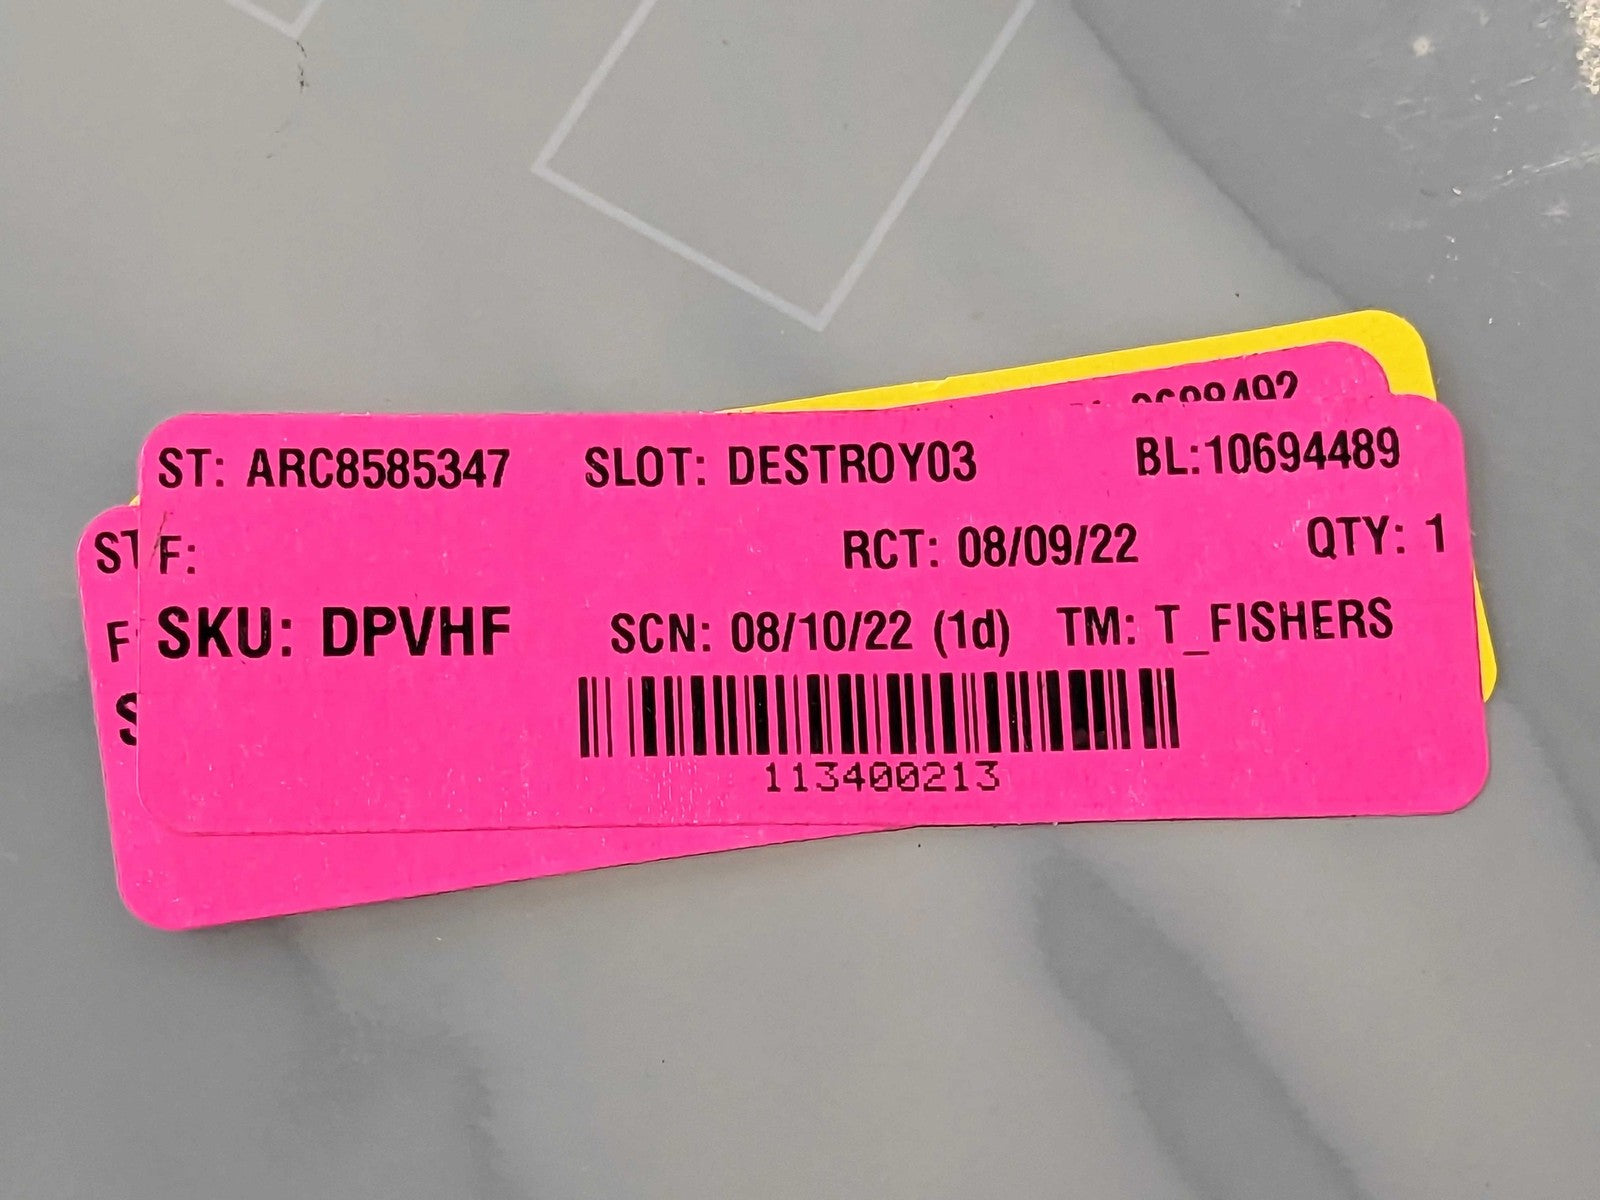 ST: ARC8585347 SLOT: DESTROY03 BL:10694489
F: RCT: 08/09/22 QTY: 1
SKU: DPVHF SCN: 08/10/22 (1d) TM: T_FISHERS
113400213